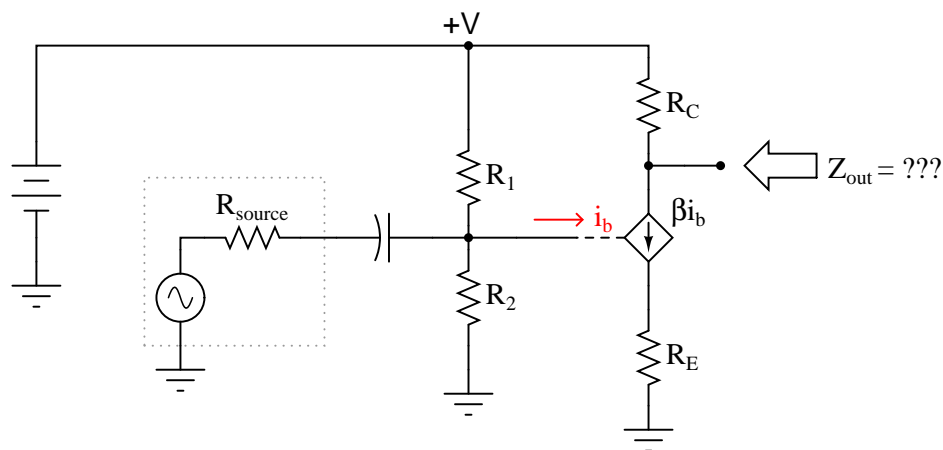 +V
R_C
R_1
Z_out = ???
R_source
i_b
βi_b
R_2
R_E